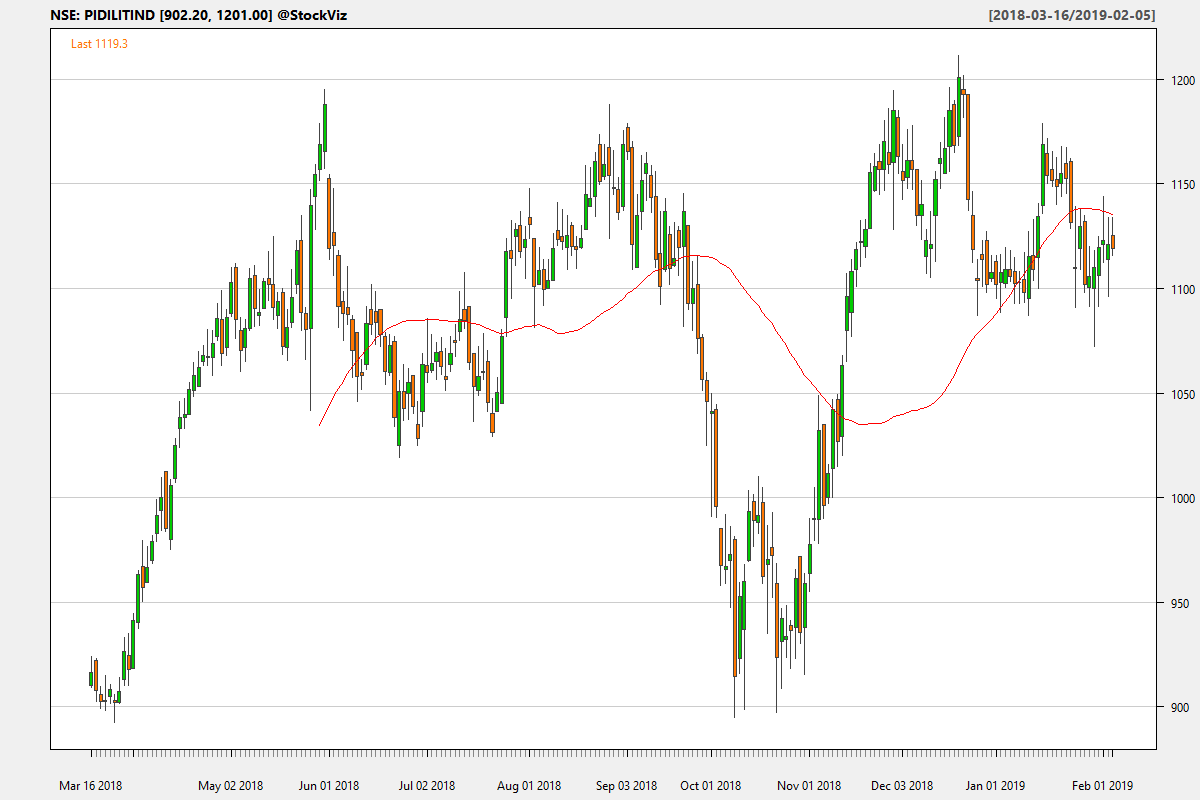 NSE: PIDILITIND [902.20, 1201.00] @StockViz
[2018-03-16/2019-02-05]
Last 1119.3
1200
1150
1100
1050
1000
950
900
Mar 16 2018
May 02 2018
Jun 01 2018
Jul 02 2018
Aug 01 2018
Sep 03 2018
Oct 01 2018
Nov 01 2018
Dec 03 2018
Jan 01 2019
Feb 01 2019